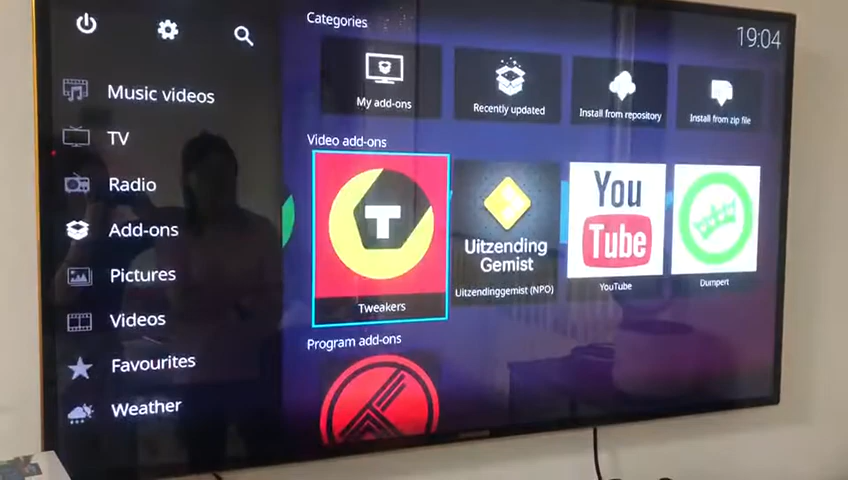 Categories
19:04
My add-ons
Recently updated
Install from repository
Install from zip file
Music videos
TV
Radio
Add-ons
Pictures
Videos
Favourites
Weather
Video add-ons
T
Tweakers
Uitzending
Gemist
Uitzendinggemist (NPO)
You
Tube
YouTube
Dumpert
Program add-ons